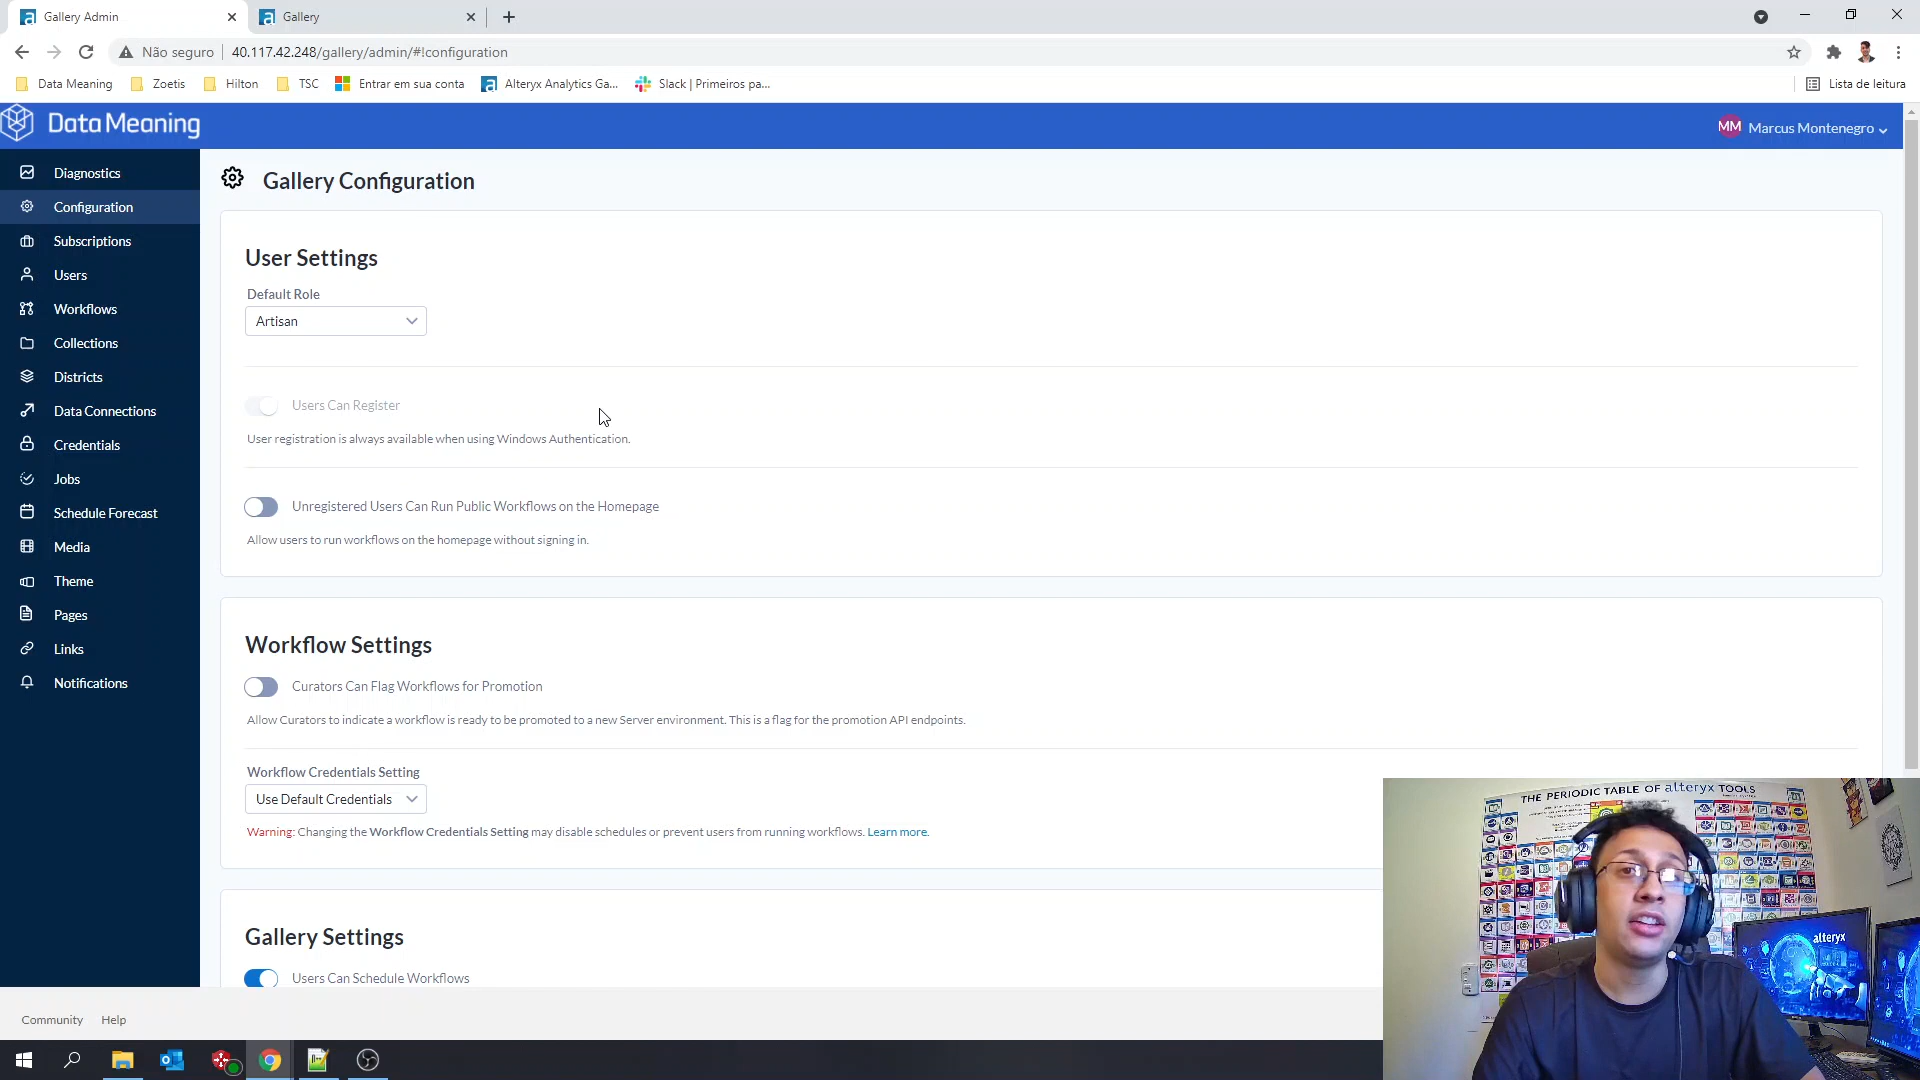 Gallery Admin
Gallery
Não seguro
40.117.42.248/gallery/admin/#!configuration
Data Meaning
Zoetis
Hilton
TSC
Entrar em sua conta
Alteryx Analytics Ga...
Slack | Primeiros pa...
Lista de leitura
Data Meaning
MM Marcus Montenegro
Diagnostics
Configuration
Subscriptions
Users
Workflows
Collections
Districts
Data Connections
Credentials
Jobs
Schedule Forecast
Media
Theme
Pages
Links
Notifications
Gallery Configuration
User Settings
Default Role
Artisan
Users Can Register
User registration is always available when using Windows Authentication.
Unregistered Users Can Run Public Workflows on the Homepage
Allow users to run workflows on the homepage without signing in.
Workflow Settings
Curators Can Flag Workflows for Promotion
Allow Curators to indicate a workflow is ready to be promoted to a new Server environment. This is a flag for the promotion API endpoints.
Workflow Credentials Setting
Use Default Credentials
Warning: Changing the Workflow Credentials Setting may disable schedules or prevent users from running workflows. Learn more.
Gallery Settings
Users Can Schedule Workflows
Community
Help
THE PERIODIC TABLE OF alteryx TOOLS
alteryx